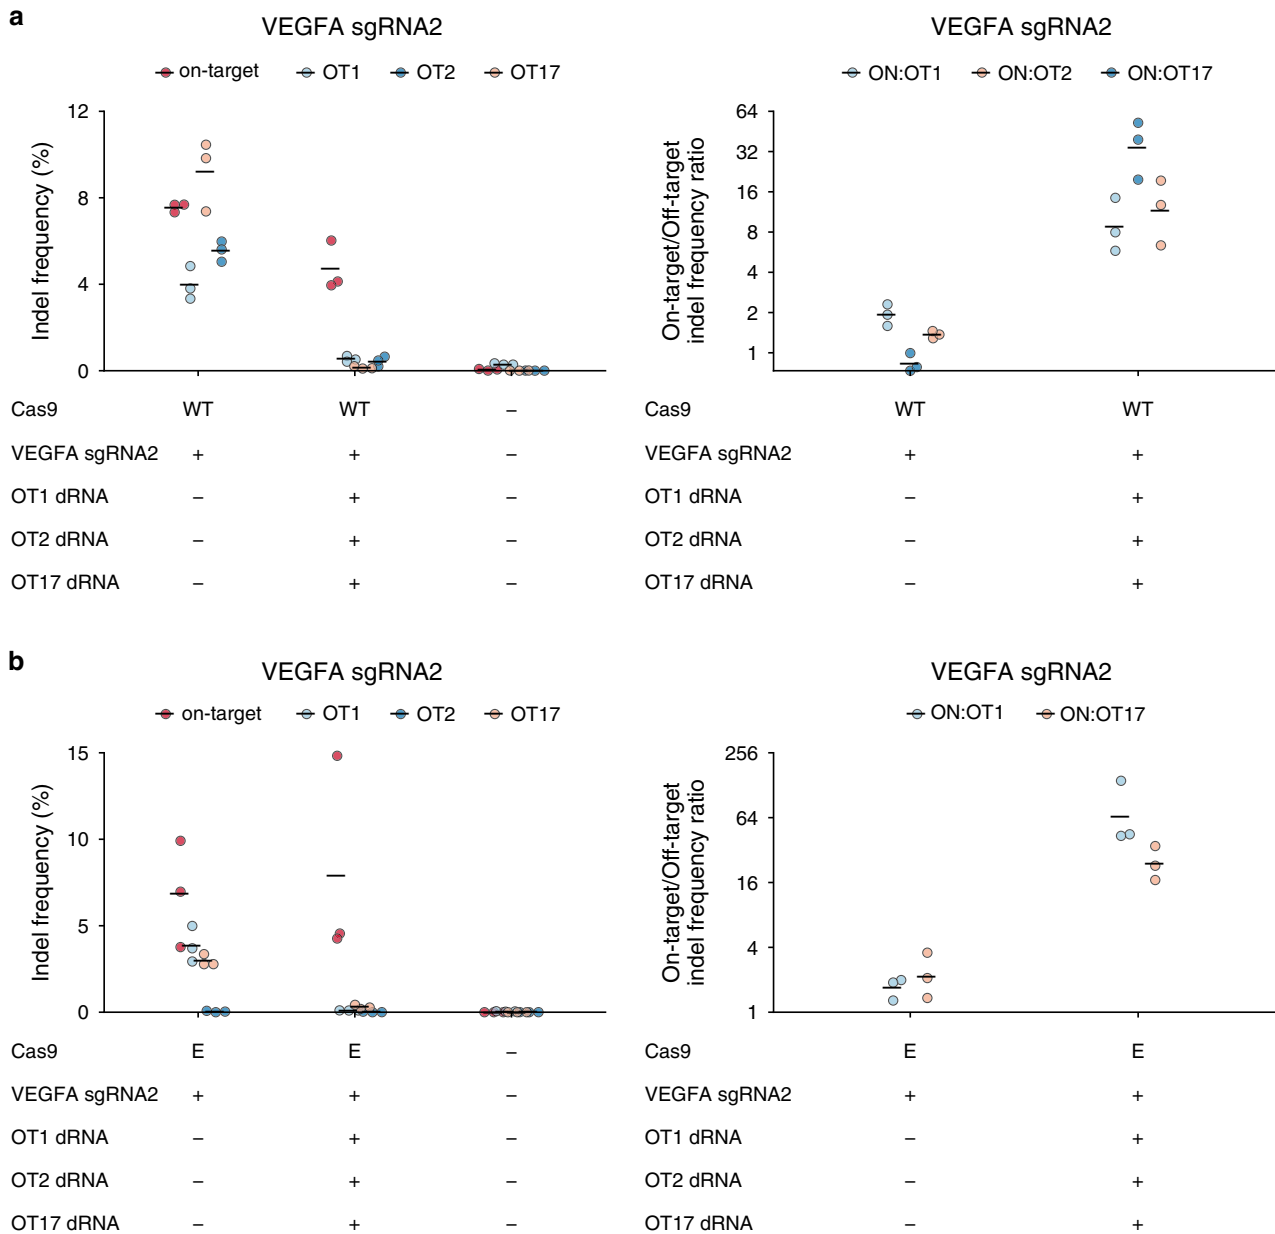 a
VEGFA sgRNA2
on-target OT1 OT2 OT17
Indel frequency (%)
12
8
4
0
Cas9 WT WT –
VEGFA sgRNA2 + + –
OT1 dRNA – + –
OT2 dRNA – + –
OT17 dRNA – + –
VEGFA sgRNA2
ON:OT1 ON:OT2 ON:OT17
On-target/Off-target
indel frequency ratio
64
32
16
8
4
2
1
Cas9 WT WT
VEGFA sgRNA2 + +
OT1 dRNA – +
OT2 dRNA – +
OT17 dRNA – +
b
VEGFA sgRNA2
on-target OT1 OT2 OT17
Indel frequency (%)
15
10
5
0
Cas9 E E –
VEGFA sgRNA2 + + –
OT1 dRNA – + –
OT2 dRNA – + –
OT17 dRNA – + –
VEGFA sgRNA2
ON:OT1 ON:OT17
On-target/Off-target
indel frequency ratio
256
64
16
4
1
Cas9 E E
VEGFA sgRNA2 + +
OT1 dRNA – +
OT2 dRNA – +
OT17 dRNA – +